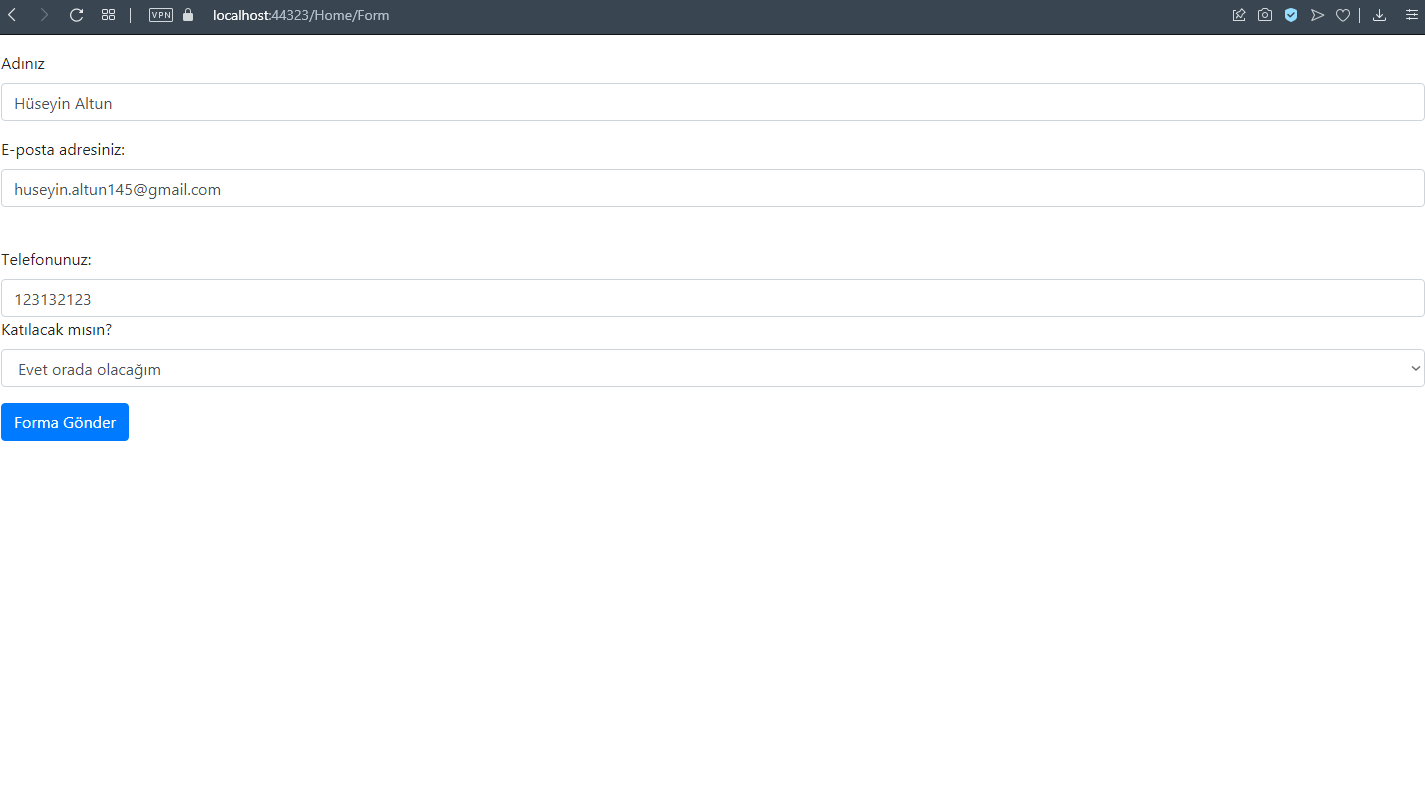 VPN localhost:44323/Home/Form
Adınız
Hüseyin Altun
E-posta adresiniz:
huseyin.altun145@gmail.com
Telefonunuz:
123132123
Katılacak mısın?
Evet orada olacağım
Forma Gönder